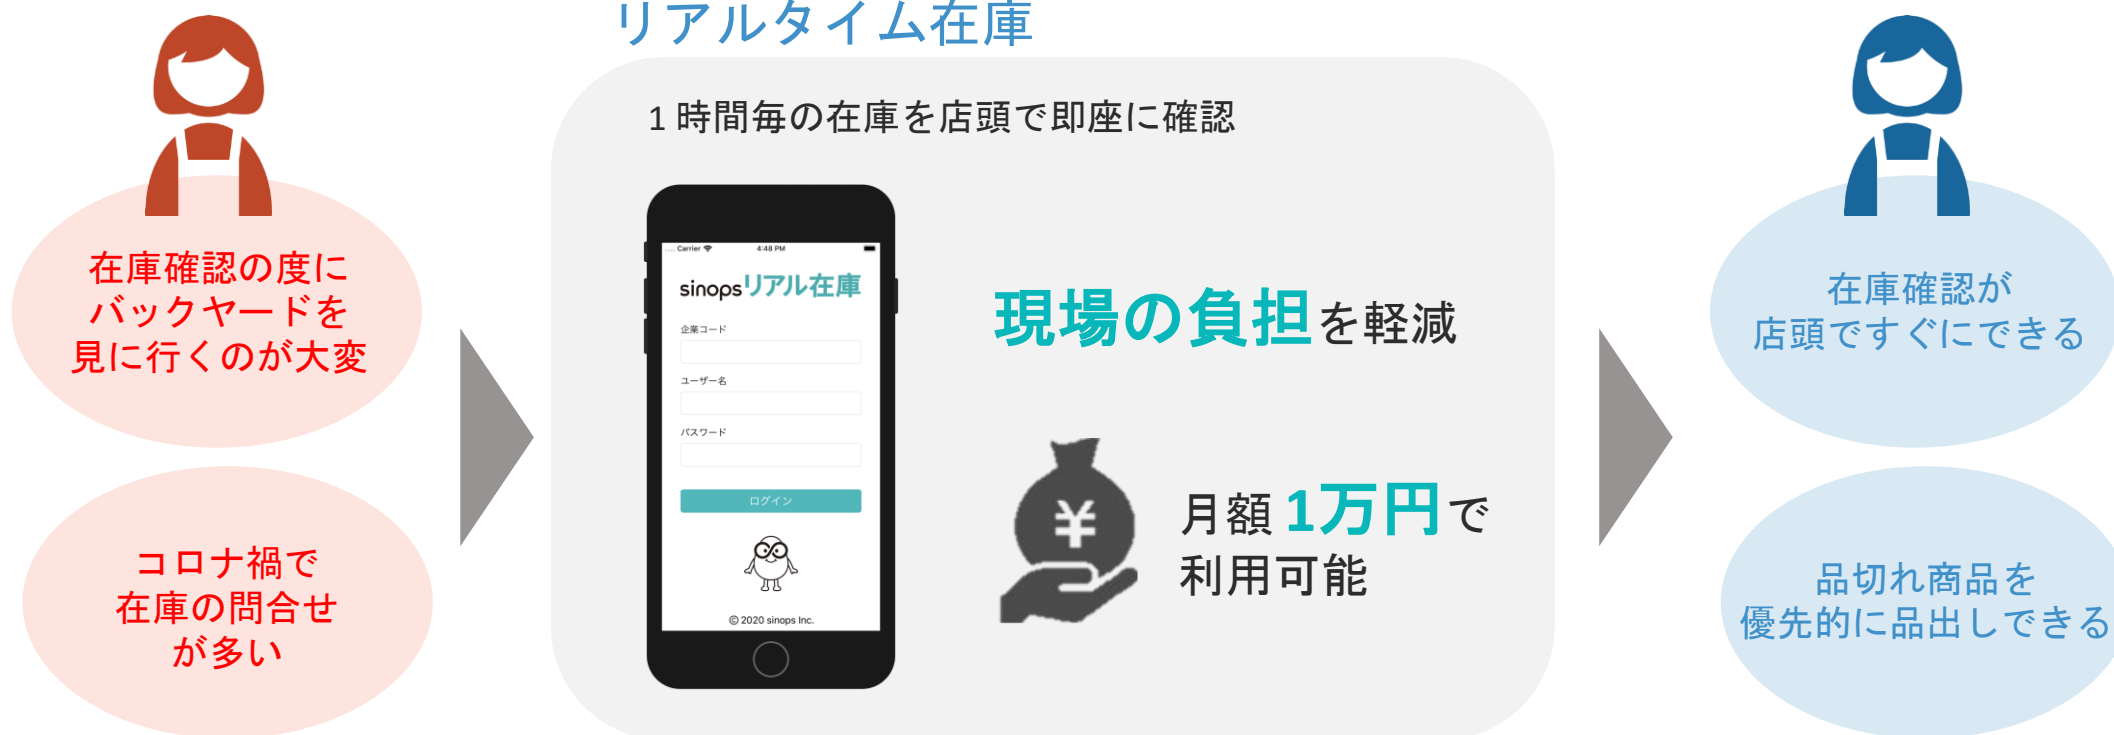 リアルタイム在庫
在庫確認の度に
バックヤードを
見に行くのが大変
コロナ禍で
在庫の問合せ
が多い
1時間毎の在庫を店頭で即座に確認
Carrier 4:48 PM
sinopsリアル在庫
企業コード
ユーザー名
パスワード
ログイン
© 2020 sinops Inc.
現場の負担を軽減
¥
月額 1万円で
利用可能
在庫確認が
店頭ですぐにできる
品切れ商品を
優先的に品出しできる